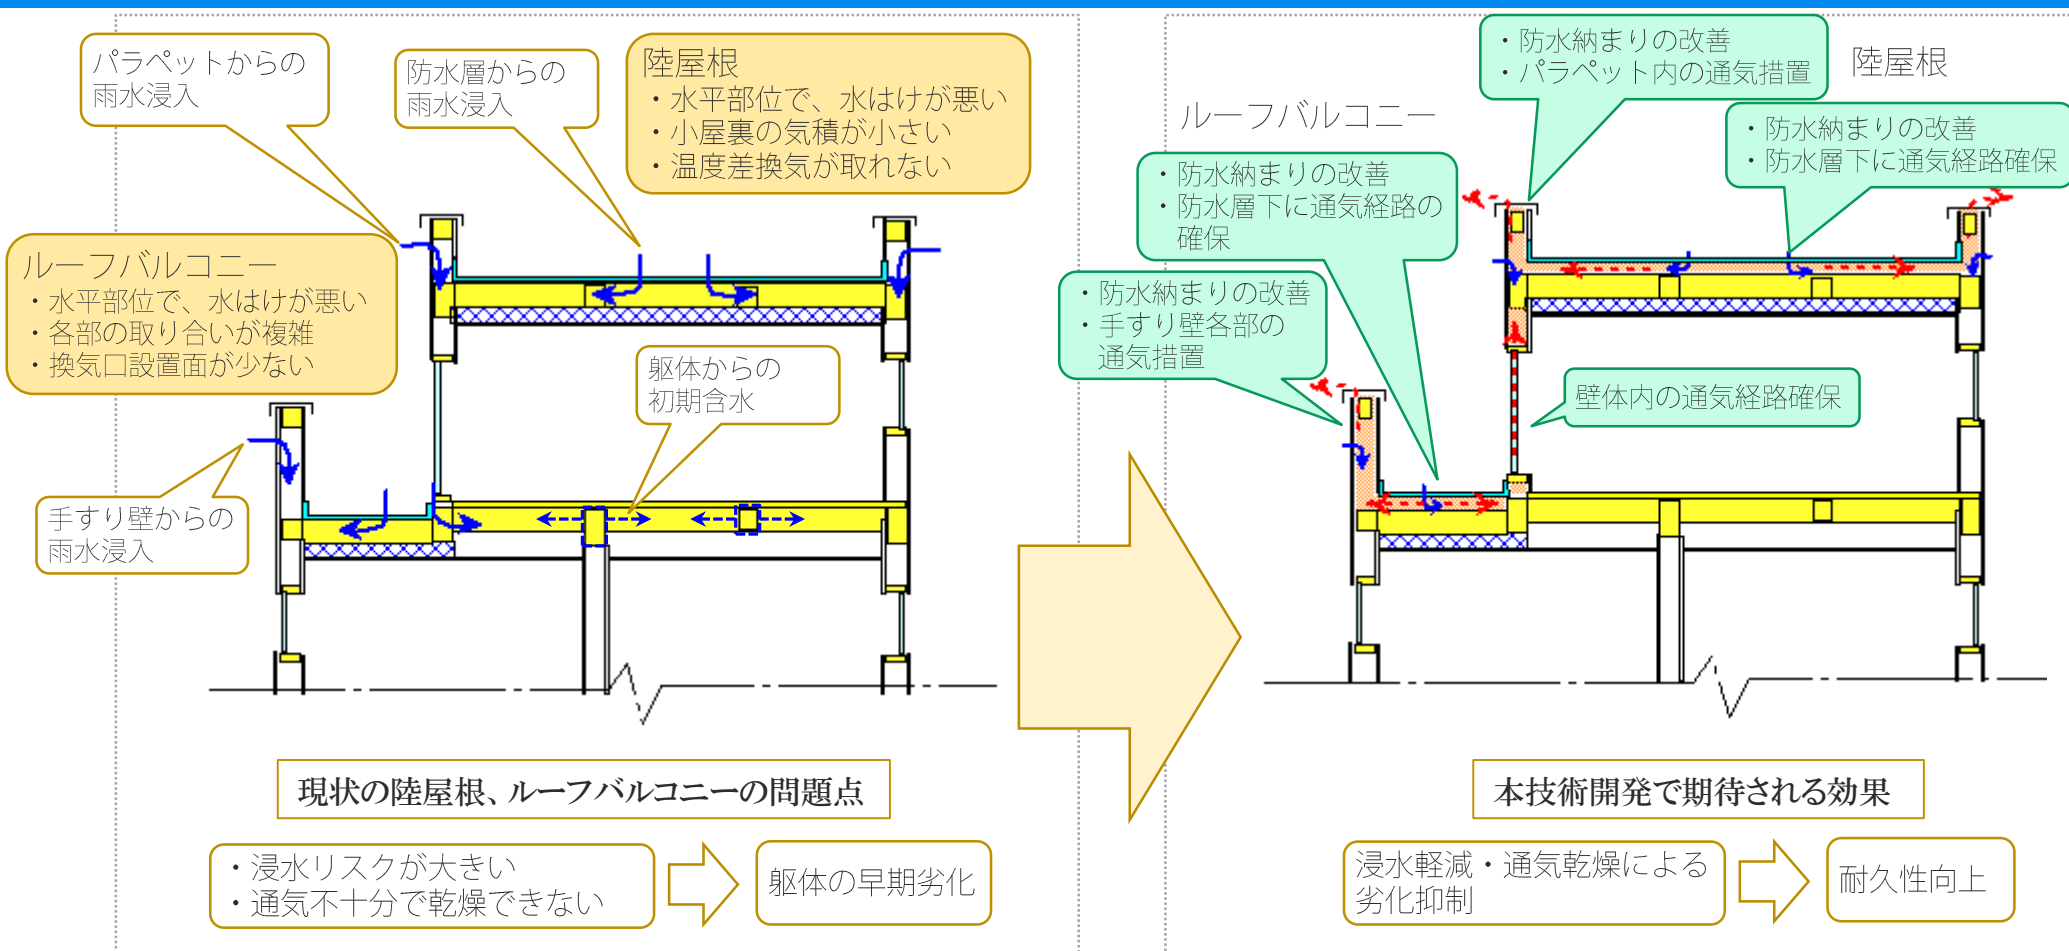 パラペットからの
雨水浸入
防水層からの
雨水浸入
陸屋根
・水平部位で、水はけが悪い
・小屋裏の気積が小さい
・温度差換気が取れない
ルーフバルコニー
・水平部位で、水はけが悪い
・各部の取り合いが複雑
・換気口設置面が少ない
躯体からの
初期含水
手すり壁からの
雨水浸入
現状の陸屋根、ルーフバルコニーの問題点
・浸水リスクが大きい
・通気不十分で乾燥できない
躯体の早期劣化
・防水納まりの改善
・パラペット内の通気措置
陸屋根
ルーフバルコニー
・防水納まりの改善
・防水層下に通気経路確保
・防水納まりの改善
・防水層下に通気経路の
確保
・防水納まりの改善
・手すり壁各部の
通気措置
壁体内の通気経路確保
本技術開発で期待される効果
浸水軽減・通気乾燥による
劣化抑制
耐久性向上